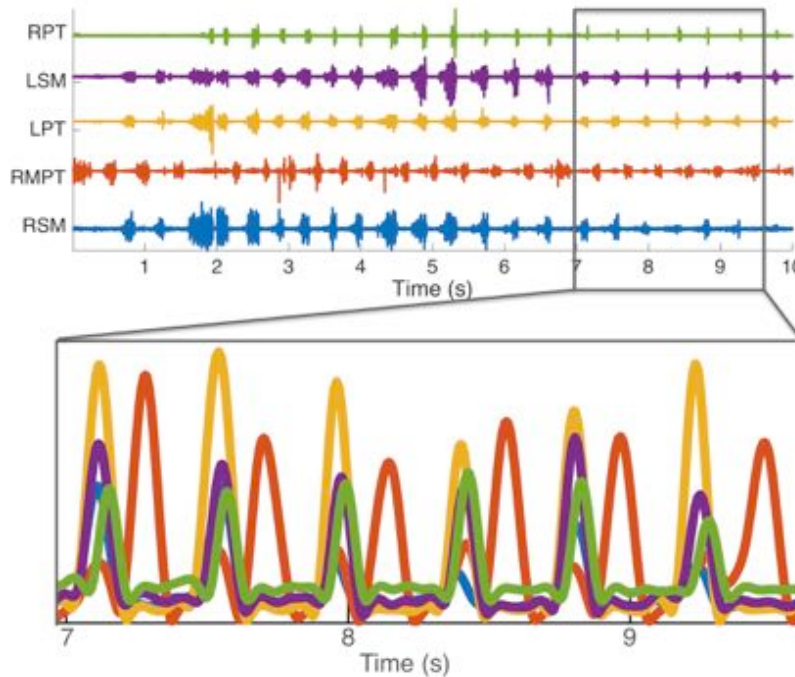 RPT
LSM
LPT
RMPT
RSM
1 2 3 4 5 6 7 8 9 10
Time (s)
7 8 9
Time (s)